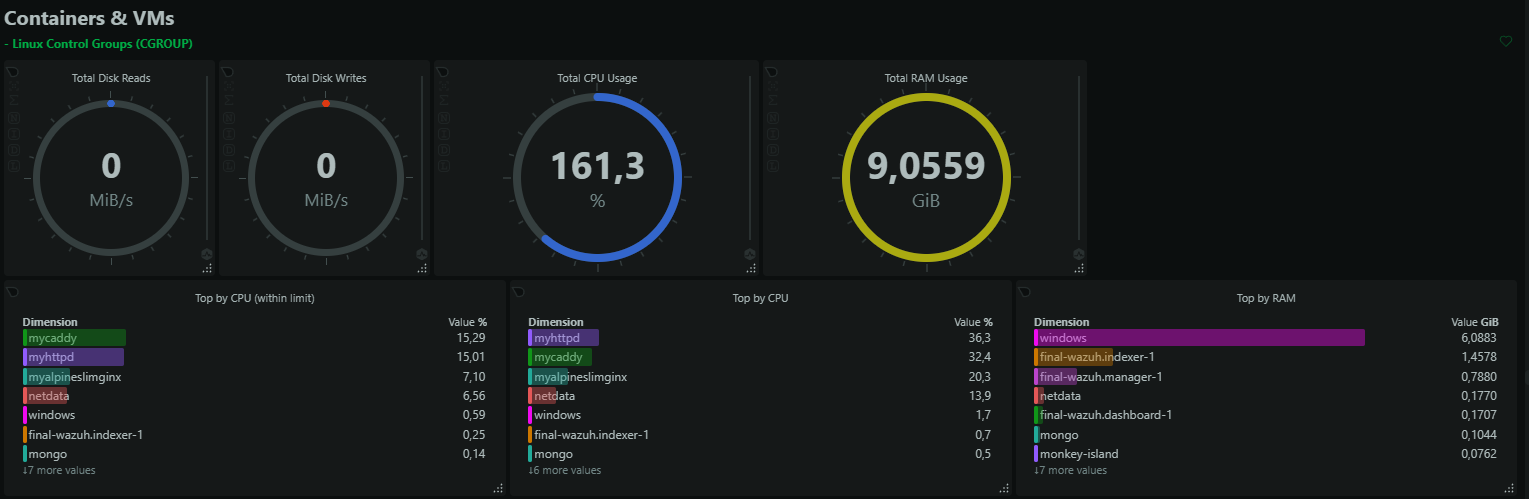 Containers & VMs
- Linux Control Groups (CGROUP)
Total Disk Reads
0
MiB/s
Total Disk Writes
0
MiB/s
Total CPU Usage
161,3
%
Total RAM Usage
9,0559
GiB
Top by CPU (within limit)
Dimension Value %
mycaddy 15,29
myhttpd 15,01
myalpineslimginx 7,10
netdata 6,56
windows 0,59
final-wazuh.indexer-1 0,25
mongo 0,14
↓7 more values
Top by CPU
Dimension Value %
myhttpd 36,3
mycaddy 32,4
myalpineslimginx 20,3
netdata 13,9
windows 1,7
final-wazuh.indexer-1 0,7
mongo 0,5
↓6 more values
Top by RAM
Dimension Value GiB
windows 6,0883
final-wazuh.indexer-1 1,4578
final-wazuh.manager-1 0,7880
netdata 0,1770
final-wazuh.dashboard-1 0,1707
mongo 0,1044
monkey-island 0,0762
↓7 more values